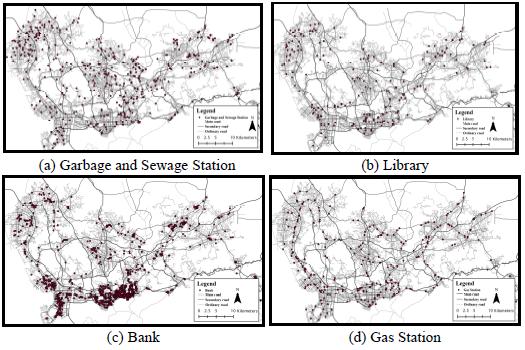 Legend
N
Garbage and Sewage Station
Main road
Secondary road
Ordinary road
0 2.5 5 10 Kilometers
(a) Garbage and Sewage Station
Legend
N
Library
Main road
Secondary road
Ordinary road
0 2.5 5 10 Kilometers
(b) Library
Legend
N
Bank
Main road
Secondary road
Ordinary road
0 2.5 5 10 Kilometers
(c) Bank
Legend
N
Gas Station
Main road
Secondary road
Ordinary road
0 2.5 5 10 Kilometers
(d) Gas Station